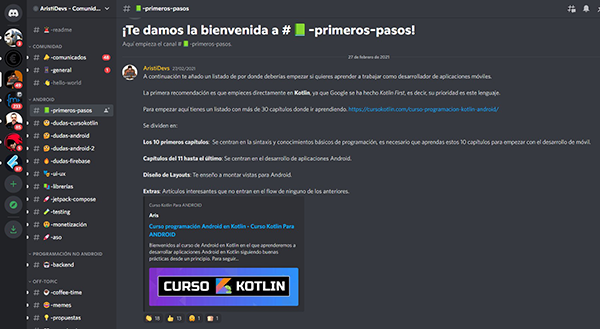 AristiDevs - Comunid...
-readme
COMUNIDAD
-comunicados
48
-general
1
-hello-world
ANDROID
-primeros-pasos
-dudas-cursokotlin
-dudas-android
-dudas-android-2
-dudas-firebase
-ui-ux
-librerías
-jetpack-compose
-testing
-monetización
-aso
PROGRAMACIÓN NO ANDROID
-backend
OFF-TOPIC
-coffee-time
-memes
-propuestas
# -primeros-pasos
¡Te damos la bienvenida a # -primeros-pasos!
Aquí empieza el canal # -primeros-pasos.
27 de febrero de 2021
AristiDevs 27/02/2021
A continuación te añado un listado de por donde deberías empezar si quieres aprender a trabajar como desarrollador de aplicaciones móviles.
La primera recomendación es que empieces directamente en Kotlin, ya que Google se ha hecho Kotlin First, es decir, su prioridad es este lenguaje.
Para empezar aquí tienes un listado con más de 30 capítulos donde ir aprendiendo. https://cursokotlin.com/curso-programacion-kotlin-android/
Se dividen en:
Los 10 primeros capítulos: Se centran en la sintaxis y conocimientos básicos de programación, es necesario que aprendas estos 10 capítulos para empezar con el desarrollo de móvil.
Capítulos del 11 hasta el último: Se centran en el desarrollo de aplicaciones Android.
Diseño de Layouts: Te enseño a montar vistas para Android.
Extras: Artículos interesantes que no entran en el flow de ninguno de los anteriores.
Curso Kotlin Para ANDROID
Aris
Curso programación Android en Kotlin - Curso Kotlin Para
ANDROID
Bienvenidos al curso de Android en Kotlin en el que aprenderemos a
desarrollar aplicaciones Android en Kotlin siguiendo buenas
prácticas desde un principio. Para seguir...
CURSO KOTLIN
18 13 1 1